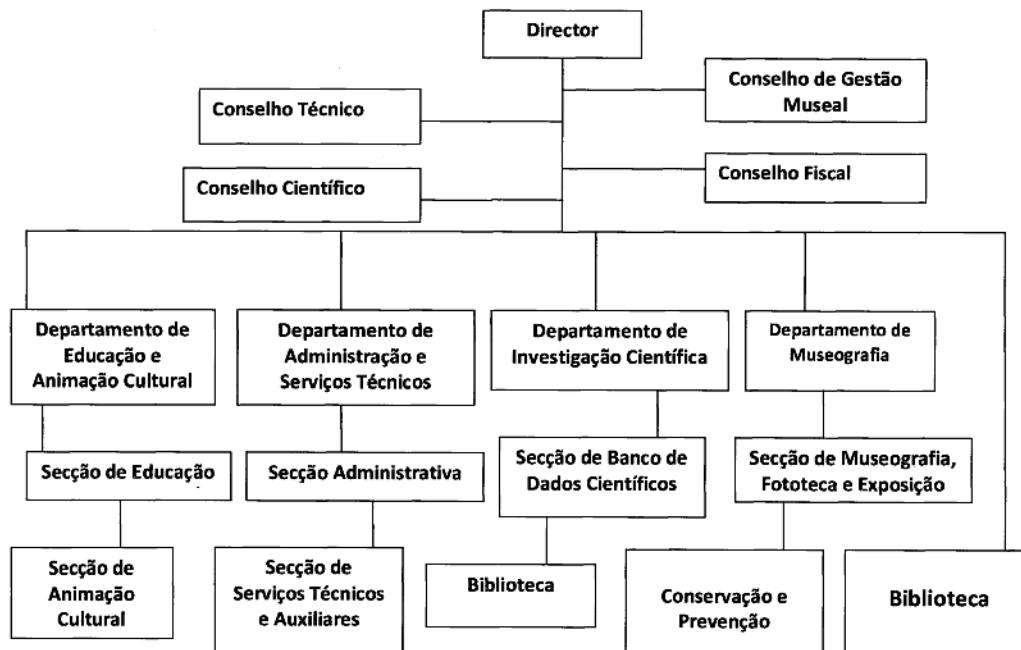 Director
Conselho de Gestão
Museal
Conselho Técnico
Conselho Fiscal
Conselho Científico
Departamento de
Educação e
Animação Cultural
Departamento de
Administração e
Serviços Técnicos
Departamento de
Investigação Científica
Departamento de
Museografia
Secção de Educação
Secção Administrativa
Secção de Banco de
Dados Científicos
Secção de Museografia,
Fototeca e Exposição
Secção de
Animação
Cultural
Secção de
Serviços Técnicos
e Auxiliares
Biblioteca
Conservação e
Prevenção
Biblioteca